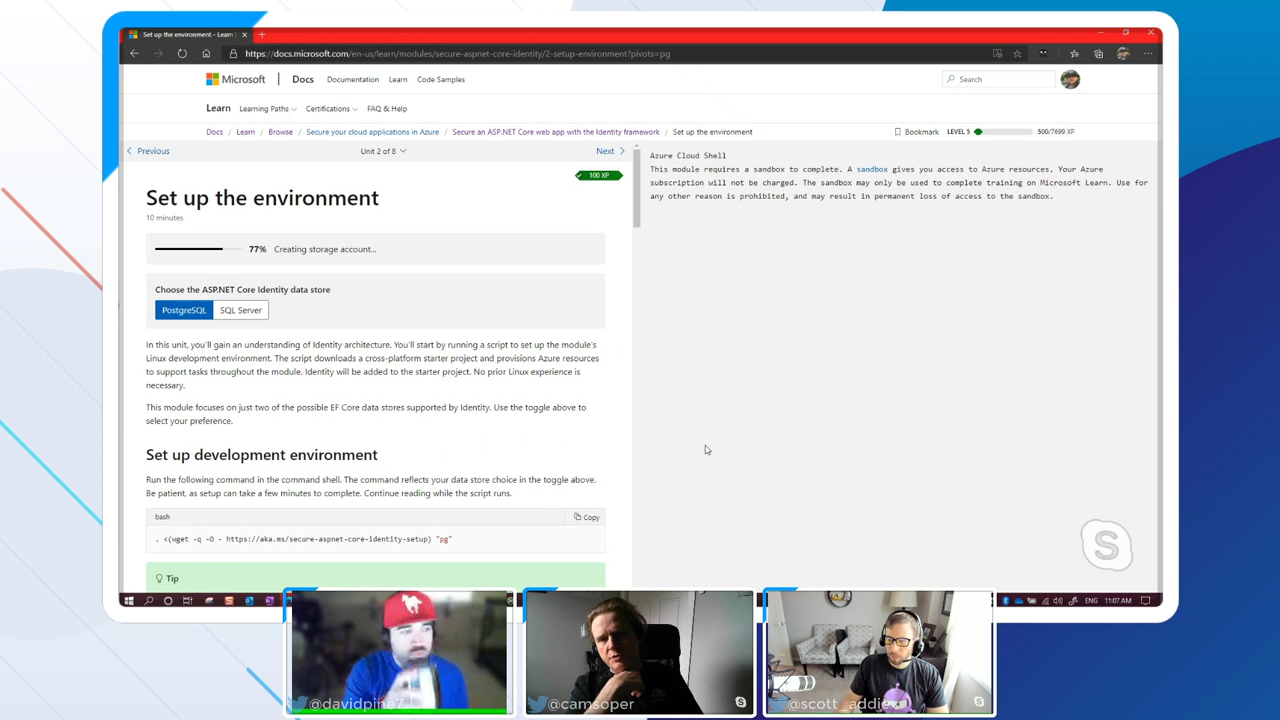 Set up the environment - Learn
https://docs.microsoft.com/en-us/learn/modules/secure-aspnet-core-identity/2-setup-environment?pivots=pg
Microsoft Docs Documentation Learn Code Samples Search
Learn Learning Paths Certifications FAQ & Help
Docs Learn Browse Secure your cloud applications in Azure Secure an ASP.NET Core web app with the Identity framework Set up the environment Bookmark LEVEL 5 500/7699 XP
Previous Unit 2 of 8 Next
100 XP
Set up the environment
10 minutes
77% Creating storage account...
Choose the ASP.NET Core Identity data store
PostgreSQL SQL Server
In this unit, you'll gain an understanding of Identity architecture. You'll start by running a script to set up the module's
Linux development environment. The script downloads a cross-platform starter project and provisions Azure resources
to support tasks throughout the module. Identity will be added to the starter project. No prior Linux experience is
necessary.
This module focuses on just two of the possible EF Core data stores supported by Identity. Use the toggle above to
select your preference.
Set up development environment
Run the following command in the command shell. The command reflects your data store choice in the toggle above.
Be patient, as setup can take a few minutes to complete. Continue reading while the script runs.
bash Copy
. <(wget -q -O - https://aka.ms/secure-aspnet-core-identity-setup) "pg"
Tip
Azure Cloud Shell
This module requires a sandbox to complete. A sandbox gives you access to Azure resources. Your Azure
subscription will not be charged. The sandbox may only be used to complete training on Microsoft Learn. Use for
any other reason is prohibited, and may result in permanent loss of access to the sandbox.
ENG 11:07 AM
@camsoper